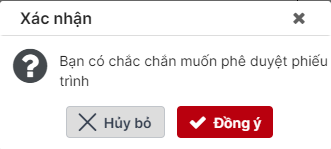 Xác nhận
Bạn có chắc chắn muốn phê duyệt phiếu
trình
Hủy bỏ
Đồng ý